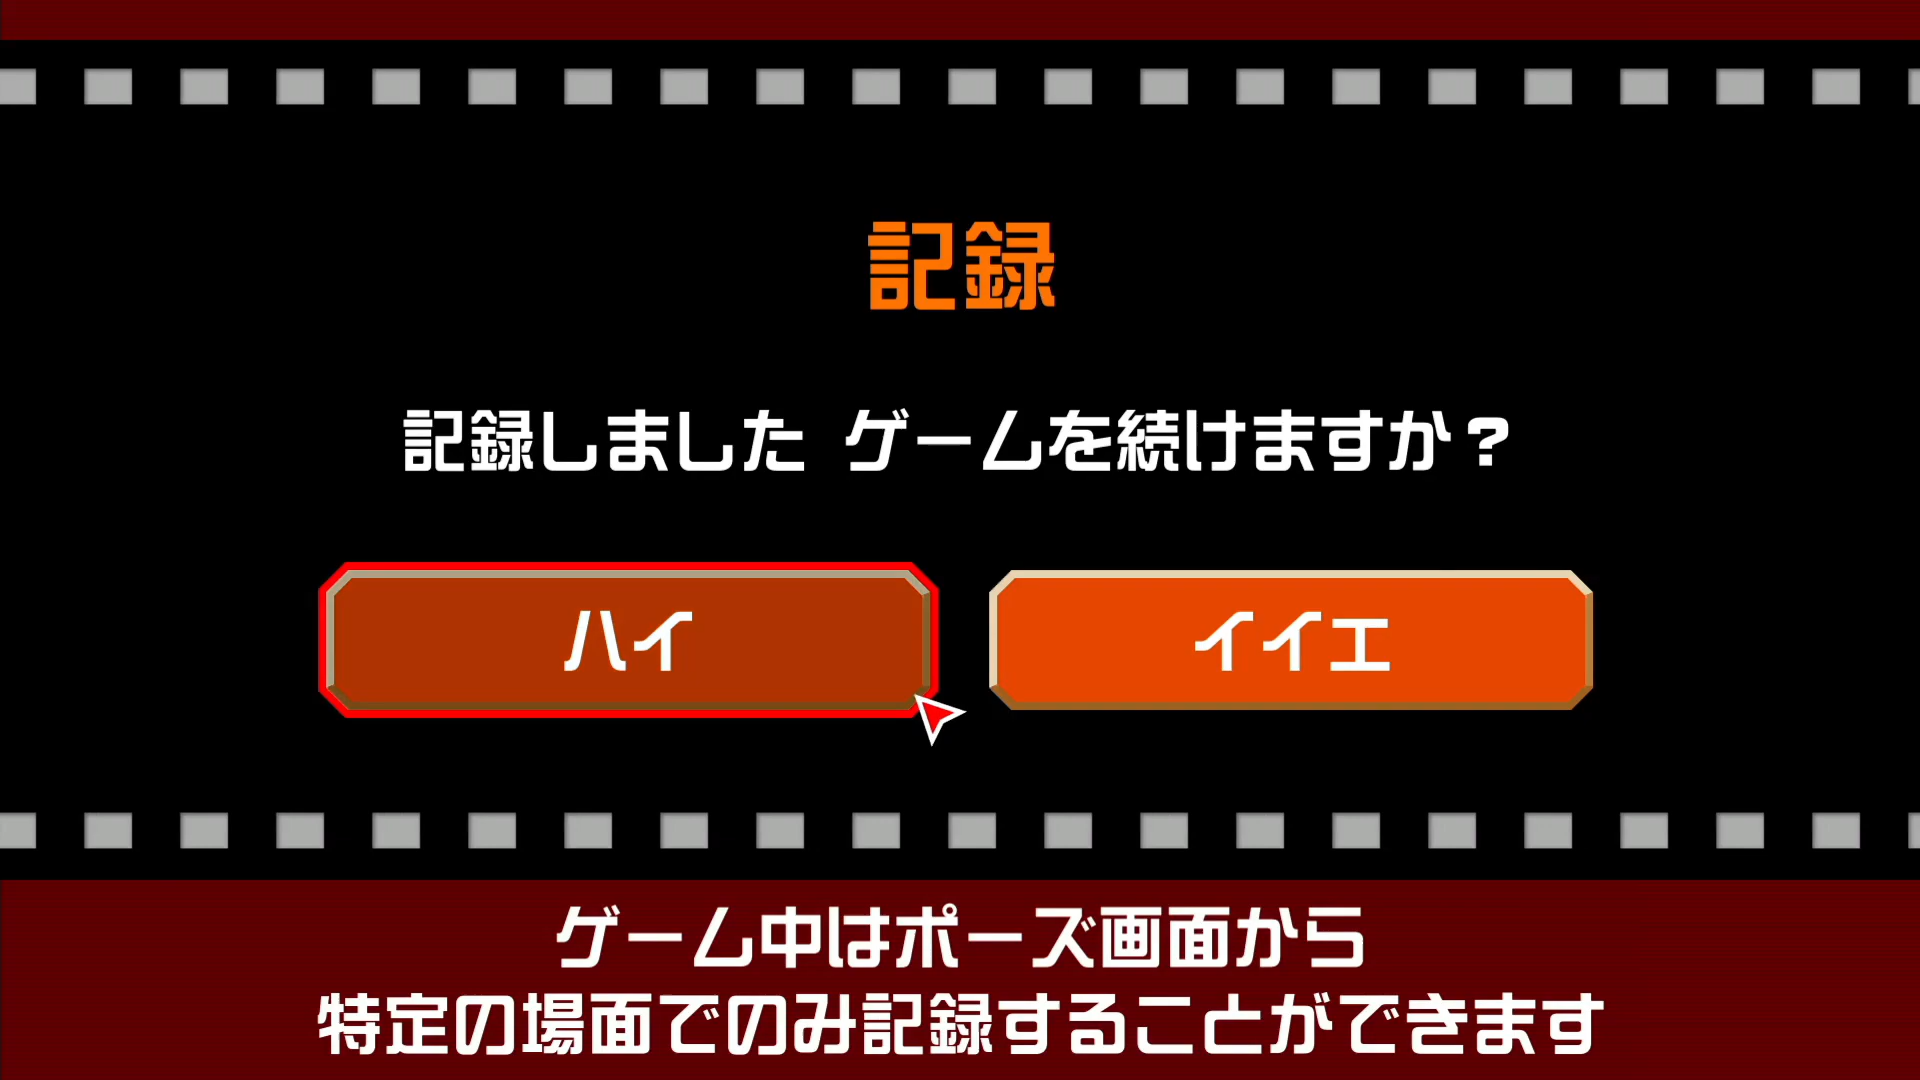 記録
記録しました ゲームを続けますか？
ハイ
イイエ
ゲーム中はポーズ画面から
特定の場面でのみ記録することができます